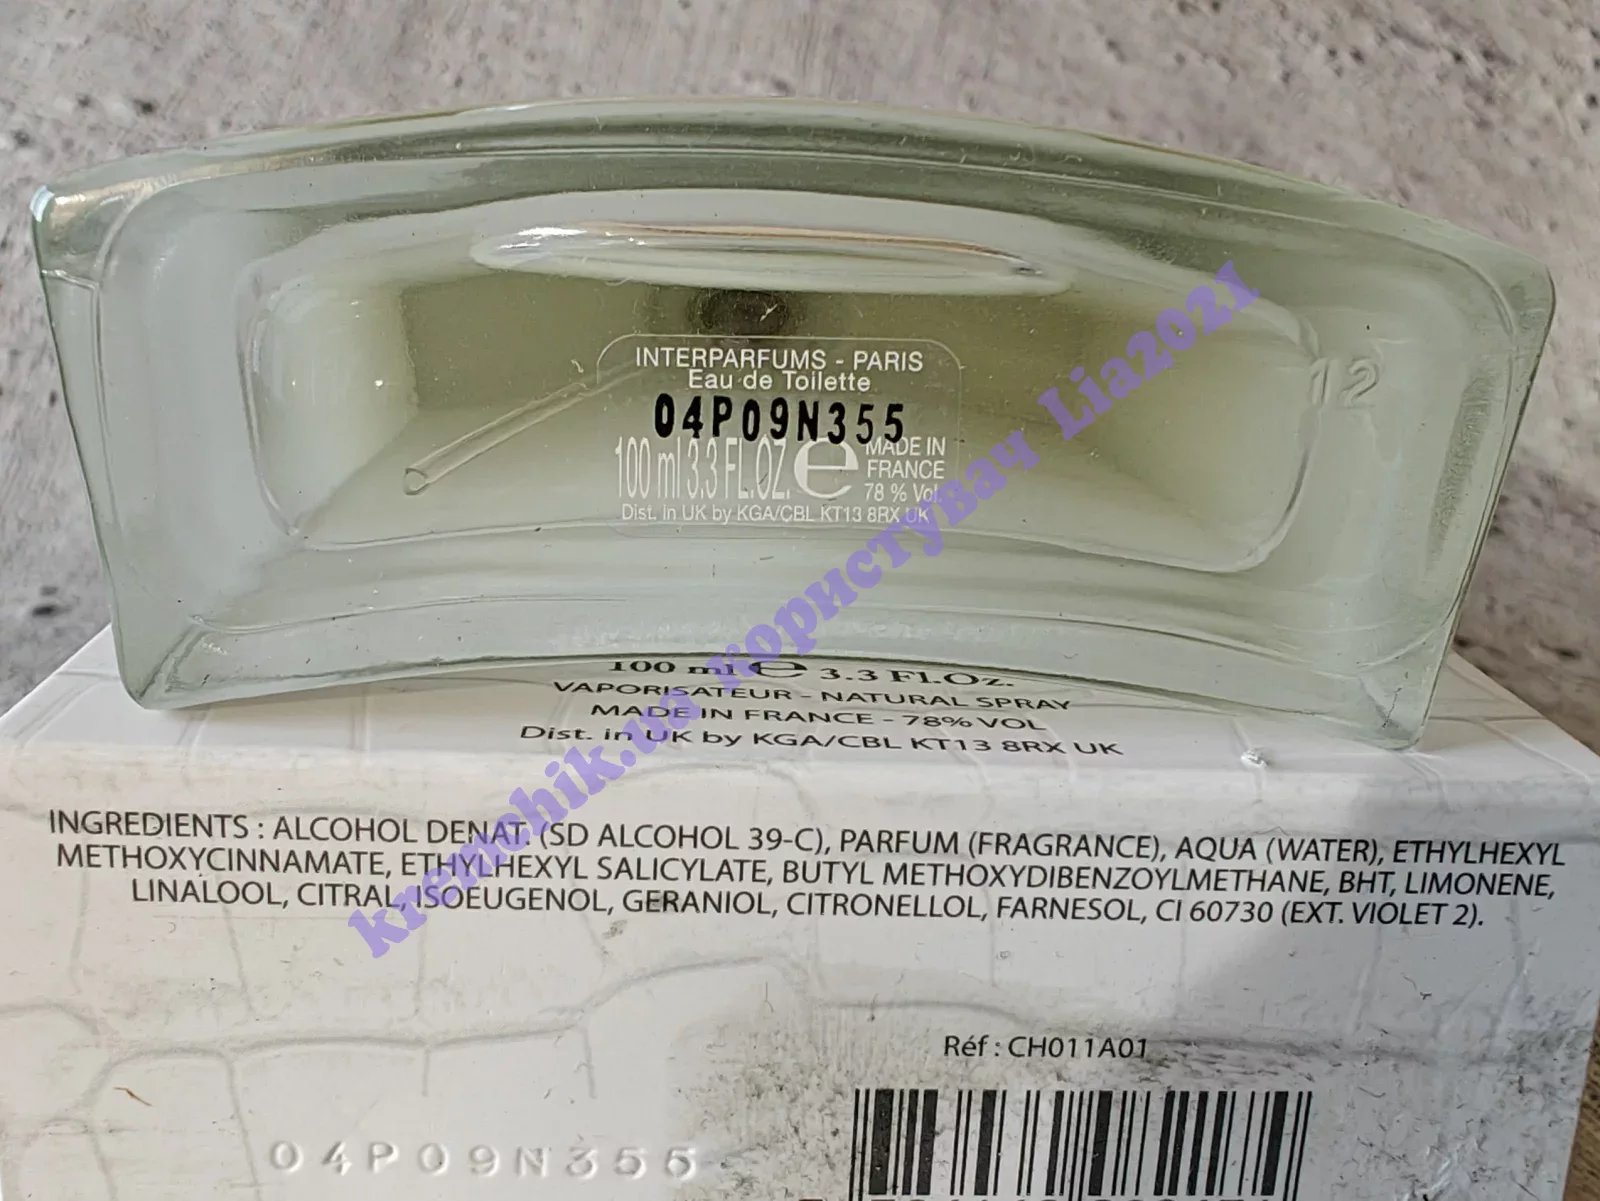 INTERPARFUMS - PARIS
Eau de Toilette
04P09N355
100 ml 3.3 FL.OZ. e MADE IN
FRANCE
78 % Vol.
Dist. in UK by KGA/CBL KT13 8RX UK
12
kremchik.ua користувач Lia2021
100 ml e 3.3 Fl.Oz.
VAPORISATEUR - NATURAL SPRAY
MADE IN FRANCE - 78% VOL
Dist. in UK by KGA/CBL KT13 8RX UK
INGREDIENTS : ALCOHOL DENAT. (SD ALCOHOL 39-C), PARFUM (FRAGRANCE), AQUA (WATER), ETHYLHEXYL
METHOXYCINNAMATE, ETHYLHEXYL SALICYLATE, BUTYL METHOXYDIBENZOYLMETHANE, BHT, LIMONENE,
LINALOOL, CITRAL, ISOEUGENOL, GERANIOL, CITRONELLOL, FARNESOL, CI 60730 (EXT. VIOLET 2).
Réf : CH011A01
04P09N355